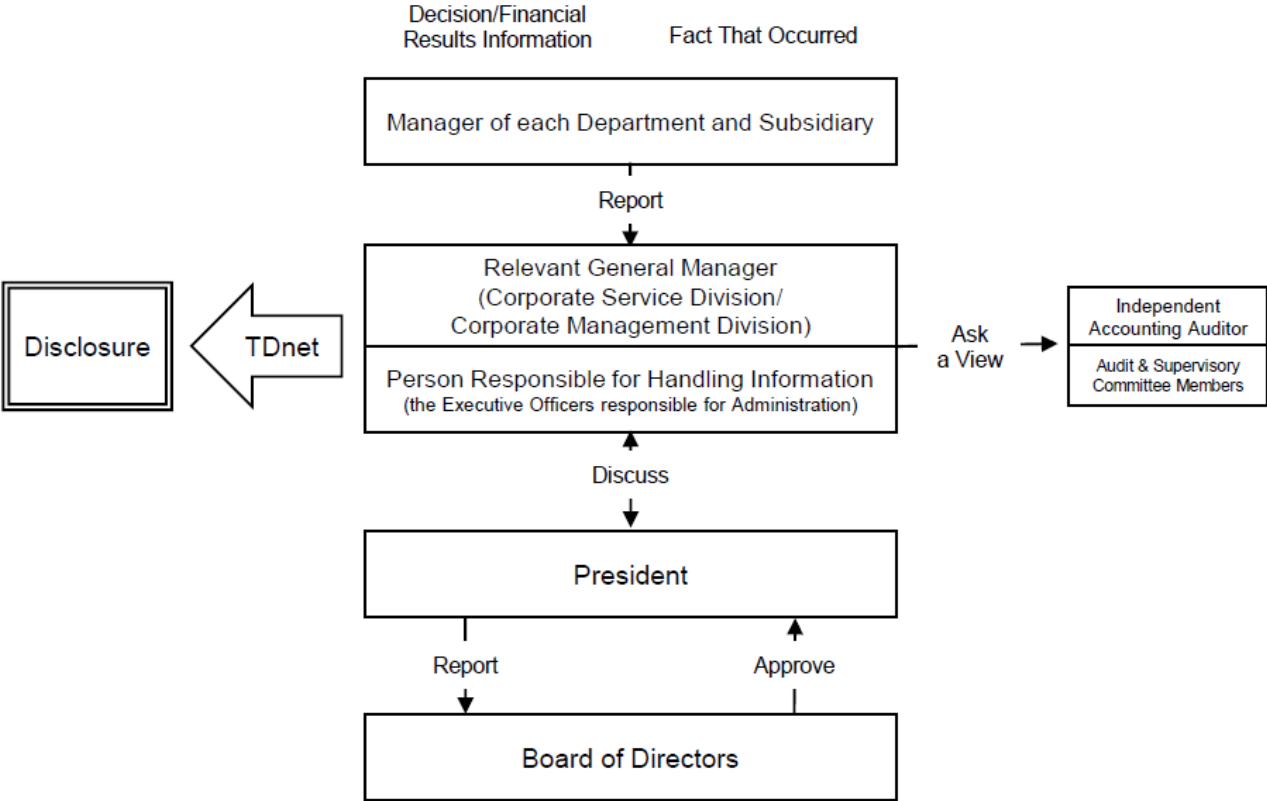 Decision/Financial
Results Information
Fact That Occurred
Manager of each Department and Subsidiary
Report
Relevant General Manager
(Corporate Service Division/
Corporate Management Division)
Person Responsible for Handling Information
(the Executive Officers responsible for Administration)
Disclosure
TDnet
Ask
a View
Independent
Accounting Auditor
Audit & Supervisory
Committee Members
Discuss
President
Report
Approve
Board of Directors